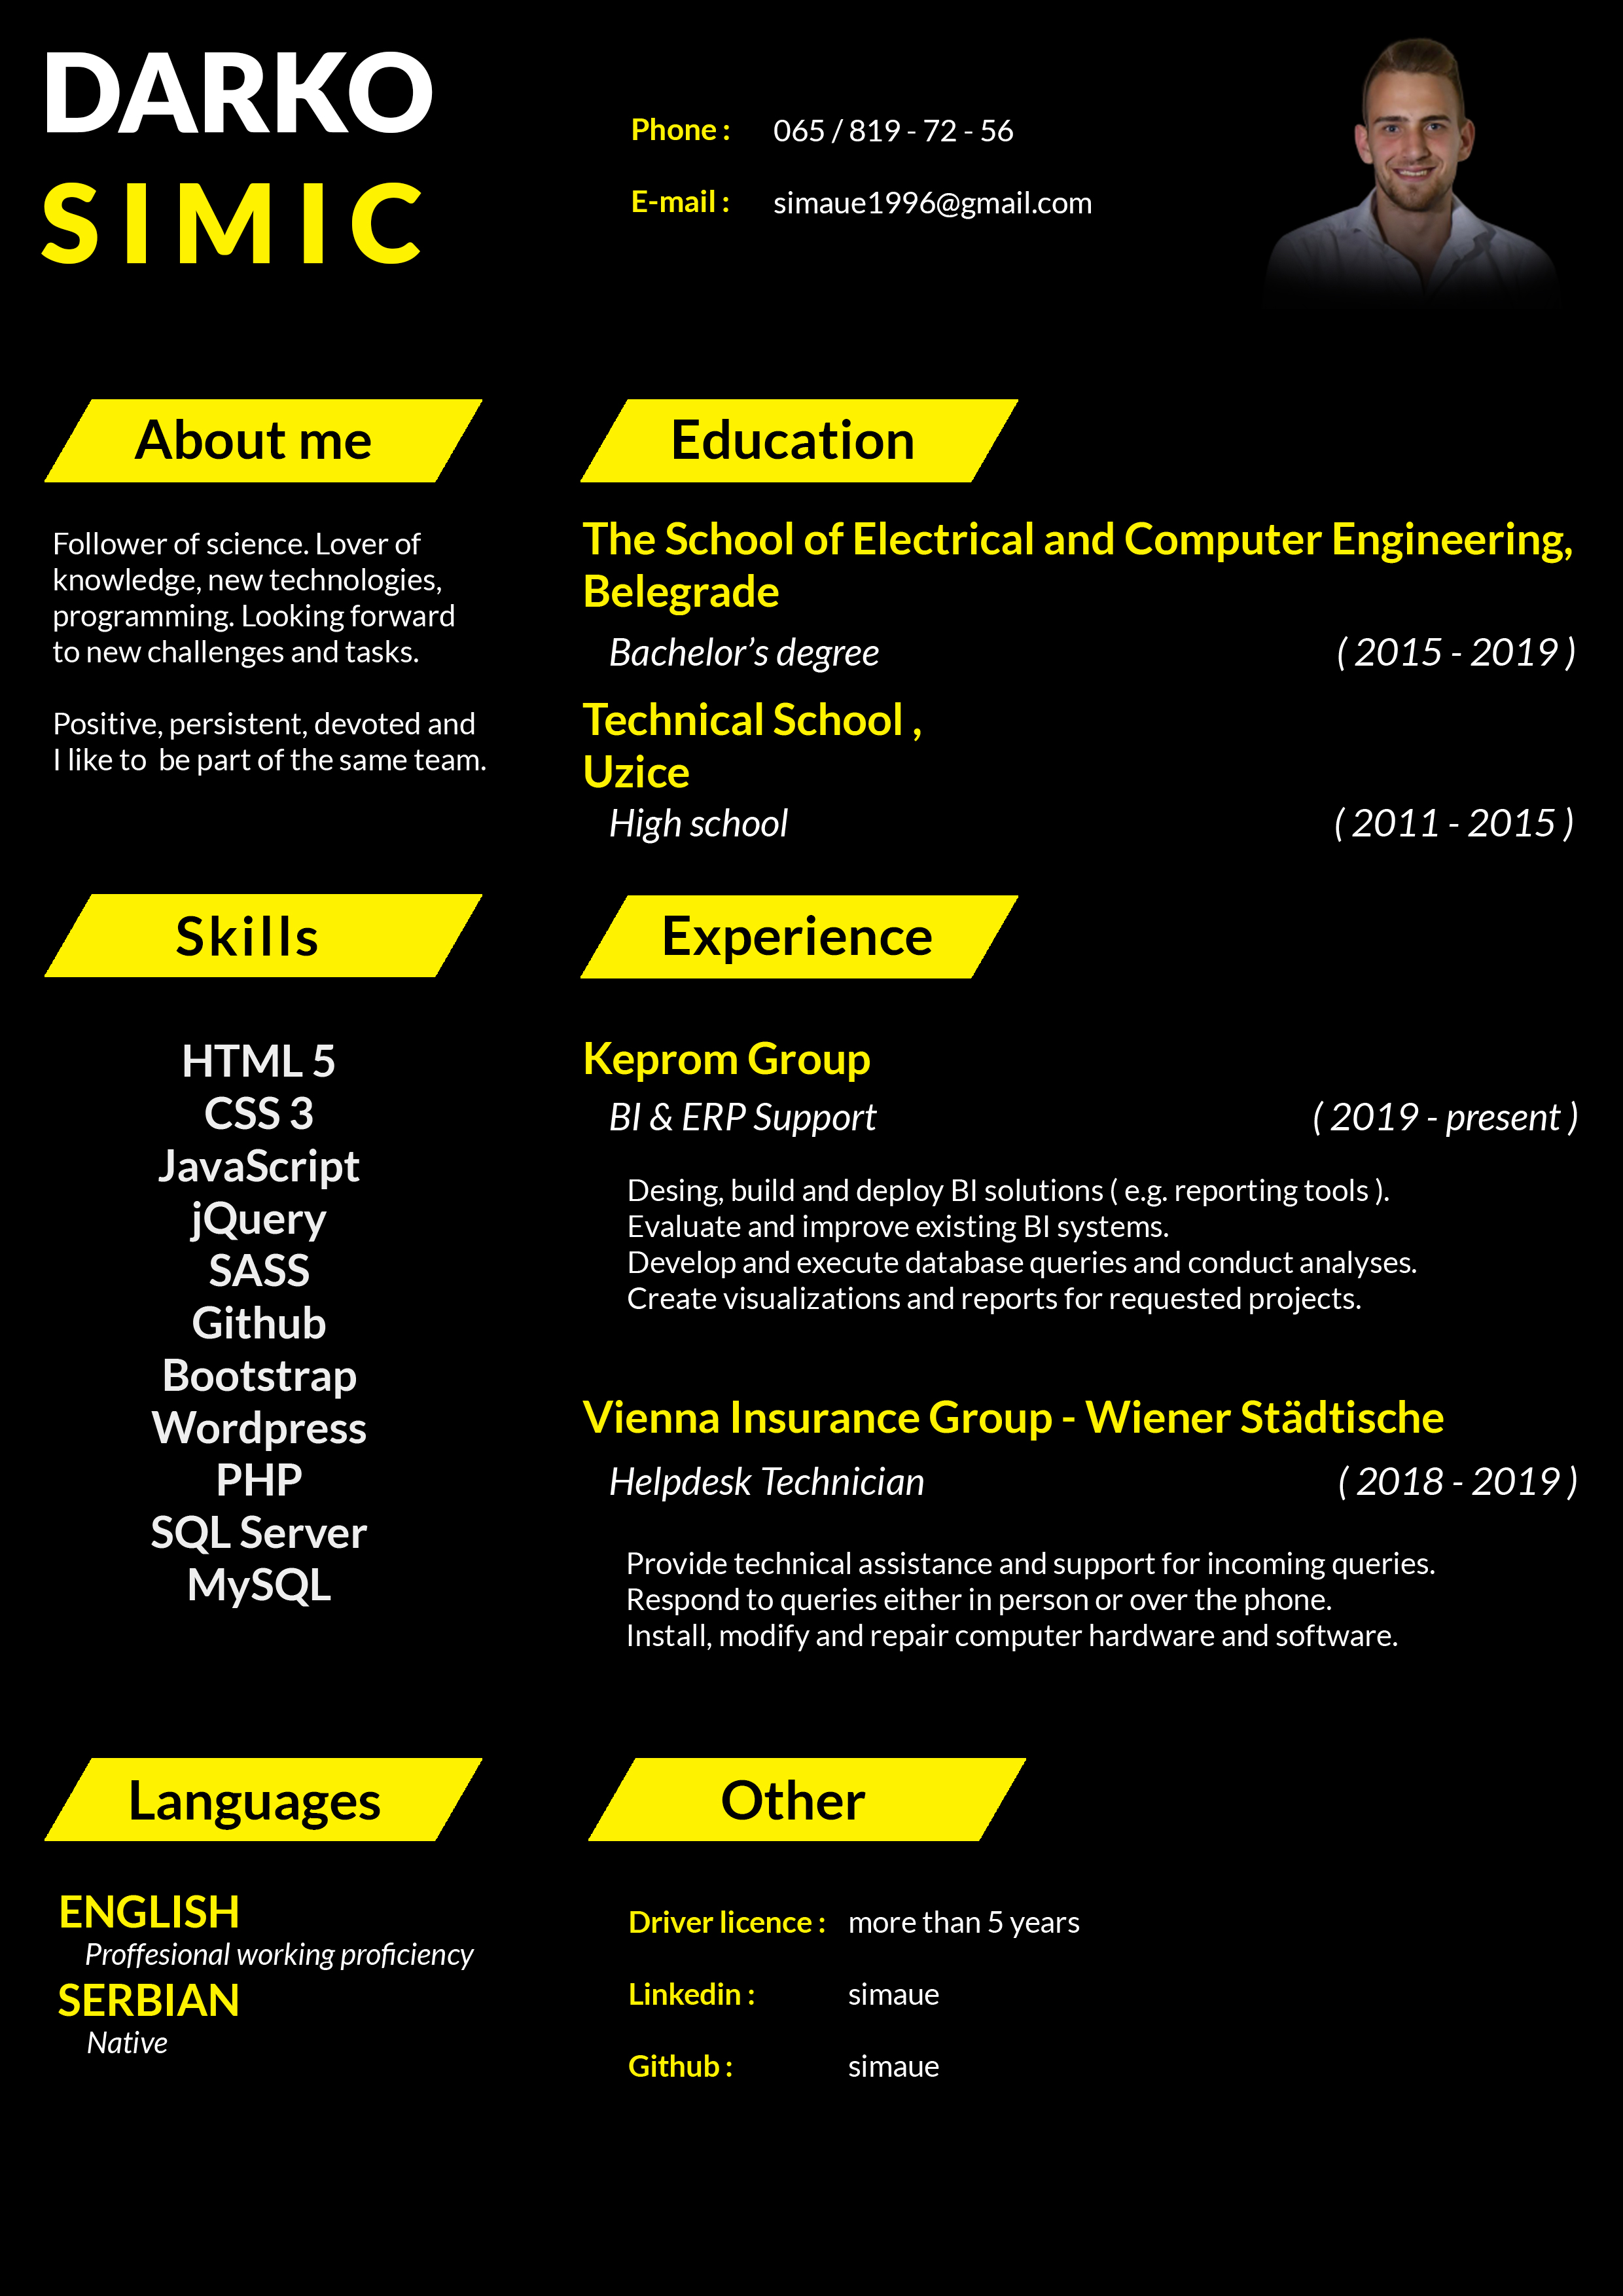 DARKO
SIMIC
Phone : 065 / 819 - 72 - 56
E-mail : simaue1996@gmail.com
About me
Follower of science. Lover of
knowledge, new technologies,
programming. Looking forward
to new challenges and tasks.
Positive, persistent, devoted and
I like to  be part of the same team.
Education
The School of Electrical and Computer Engineering,
Belegrade
Bachelor’s degree ( 2015 - 2019 )
Technical School ,
Uzice
High school ( 2011 - 2015 )
Skills
HTML 5
CSS 3
JavaScript
jQuery
SASS
Github
Bootstrap
Wordpress
PHP
SQL Server
MySQL
Experience
Keprom Group
BI & ERP Support ( 2019 - present )
Desing, build and deploy BI solutions ( e.g. reporting tools ).
Evaluate and improve existing BI systems.
Develop and execute database queries and conduct analyses.
Create visualizations and reports for requested projects.
Vienna Insurance Group - Wiener Städtische
Helpdesk Technician ( 2018 - 2019 )
Provide technical assistance and support for incoming queries.
Respond to queries either in person or over the phone.
Install, modify and repair computer hardware and software.
Languages
ENGLISH
Proffesional working proficiency
SERBIAN
Native
Other
Driver licence : more than 5 years
Linkedin : simaue
Github : simaue